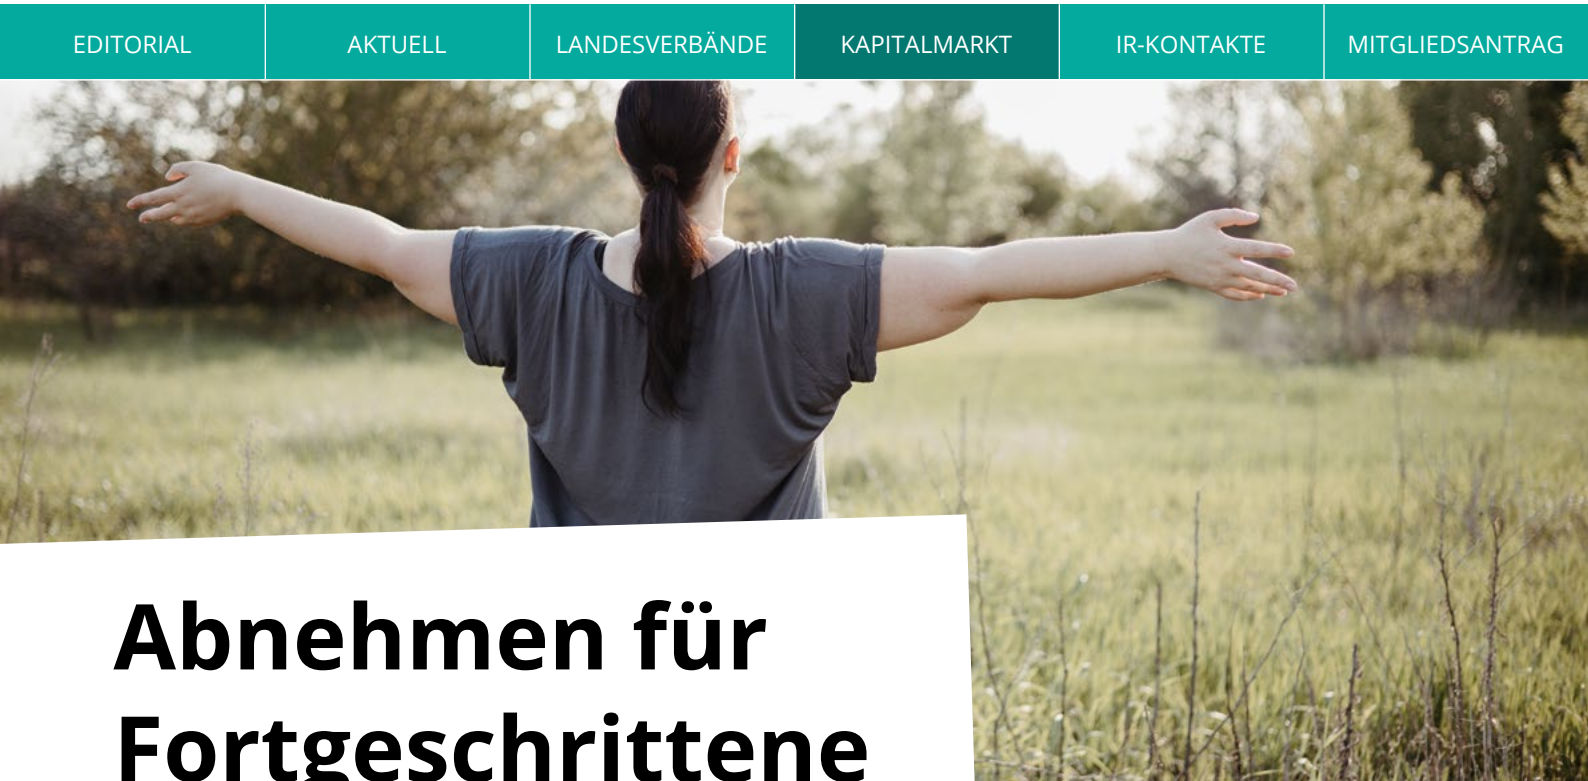 EDITORIAL AKTUELL LANDESVERBÄNDE KAPITALMARKT IR-KONTAKTE MITGLIEDSANTRAG
Abnehmen für
Fortgeschrittene